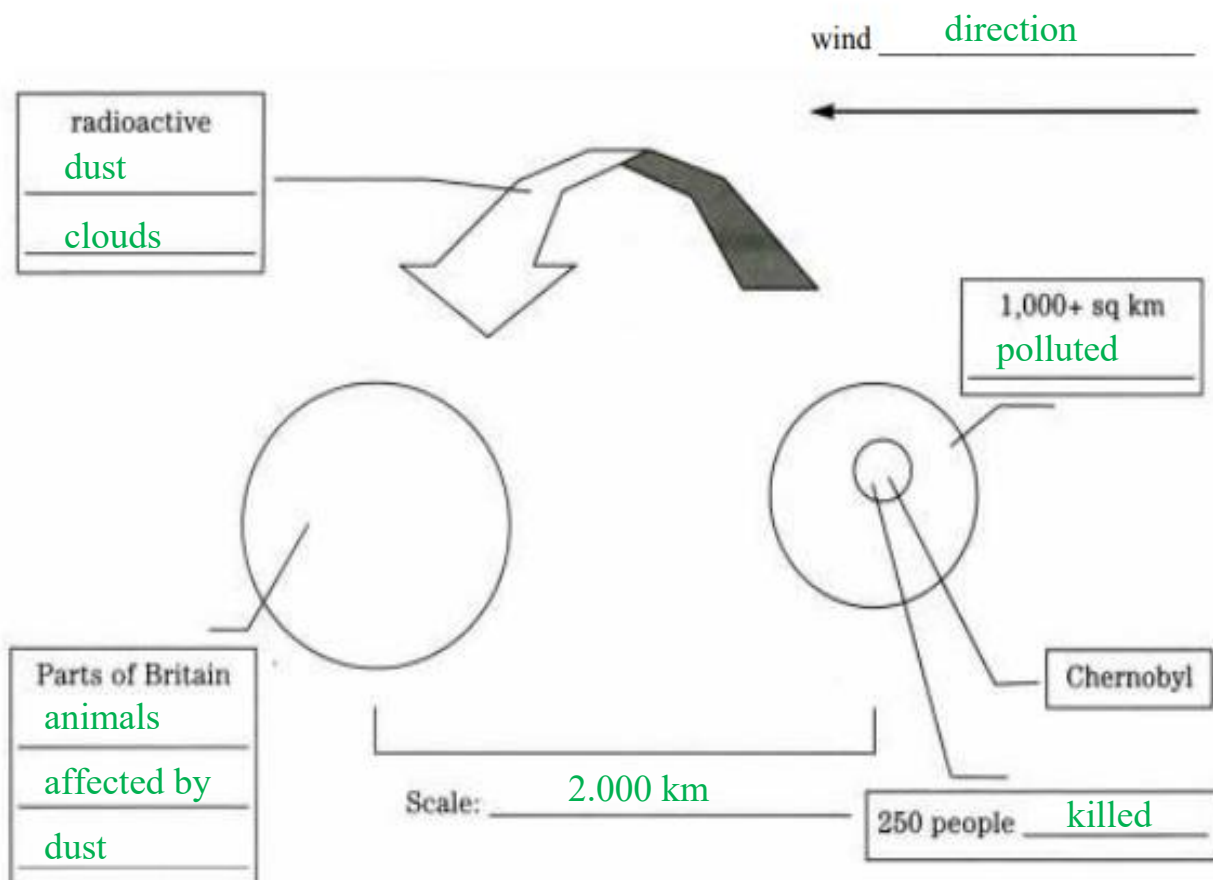 wind direction
radioactive
dust
clouds
1,000+ sq km
polluted
Parts of Britain
animals
affected by
dust
Chernobyl
Scale: 2.000 km
250 people killed